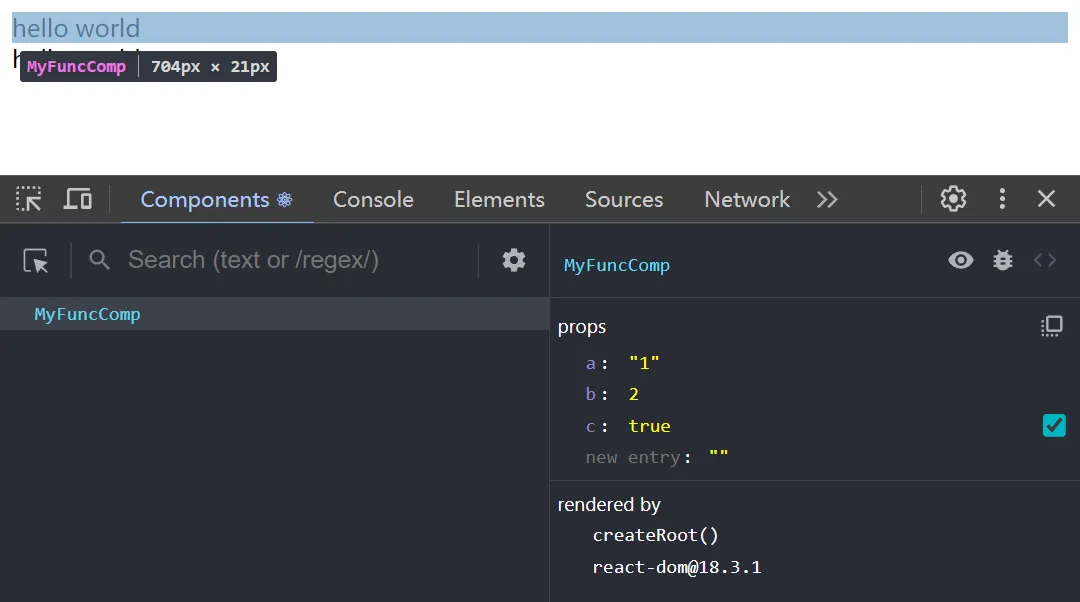 hello world
MyFuncComp 704px × 21px
Components Console Elements Sources Network
Search (text or /regex/)
MyFuncComp
MyFuncComp
props
a: "1"
b: 2
c: true
new entry: ""
rendered by
createRoot()
react-dom@18.3.1